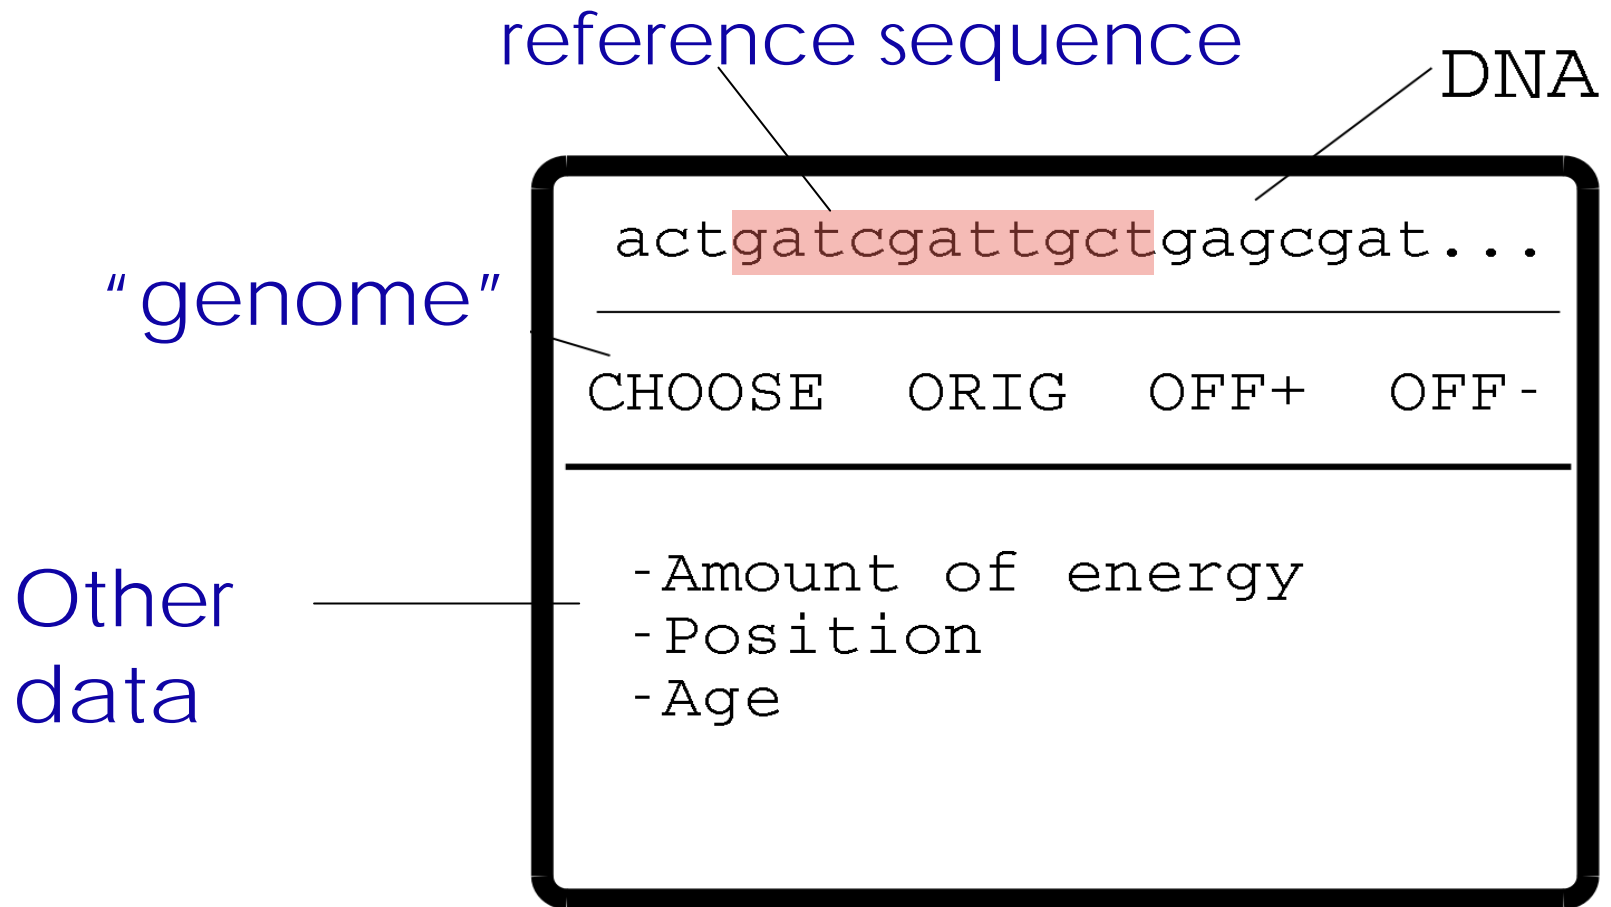 reference sequence
DNA
actgatcgattgctgagcgat...
“genome”
CHOOSE ORIG OFF+ OFF-
Other
data
-Amount of energy
-Position
-Age